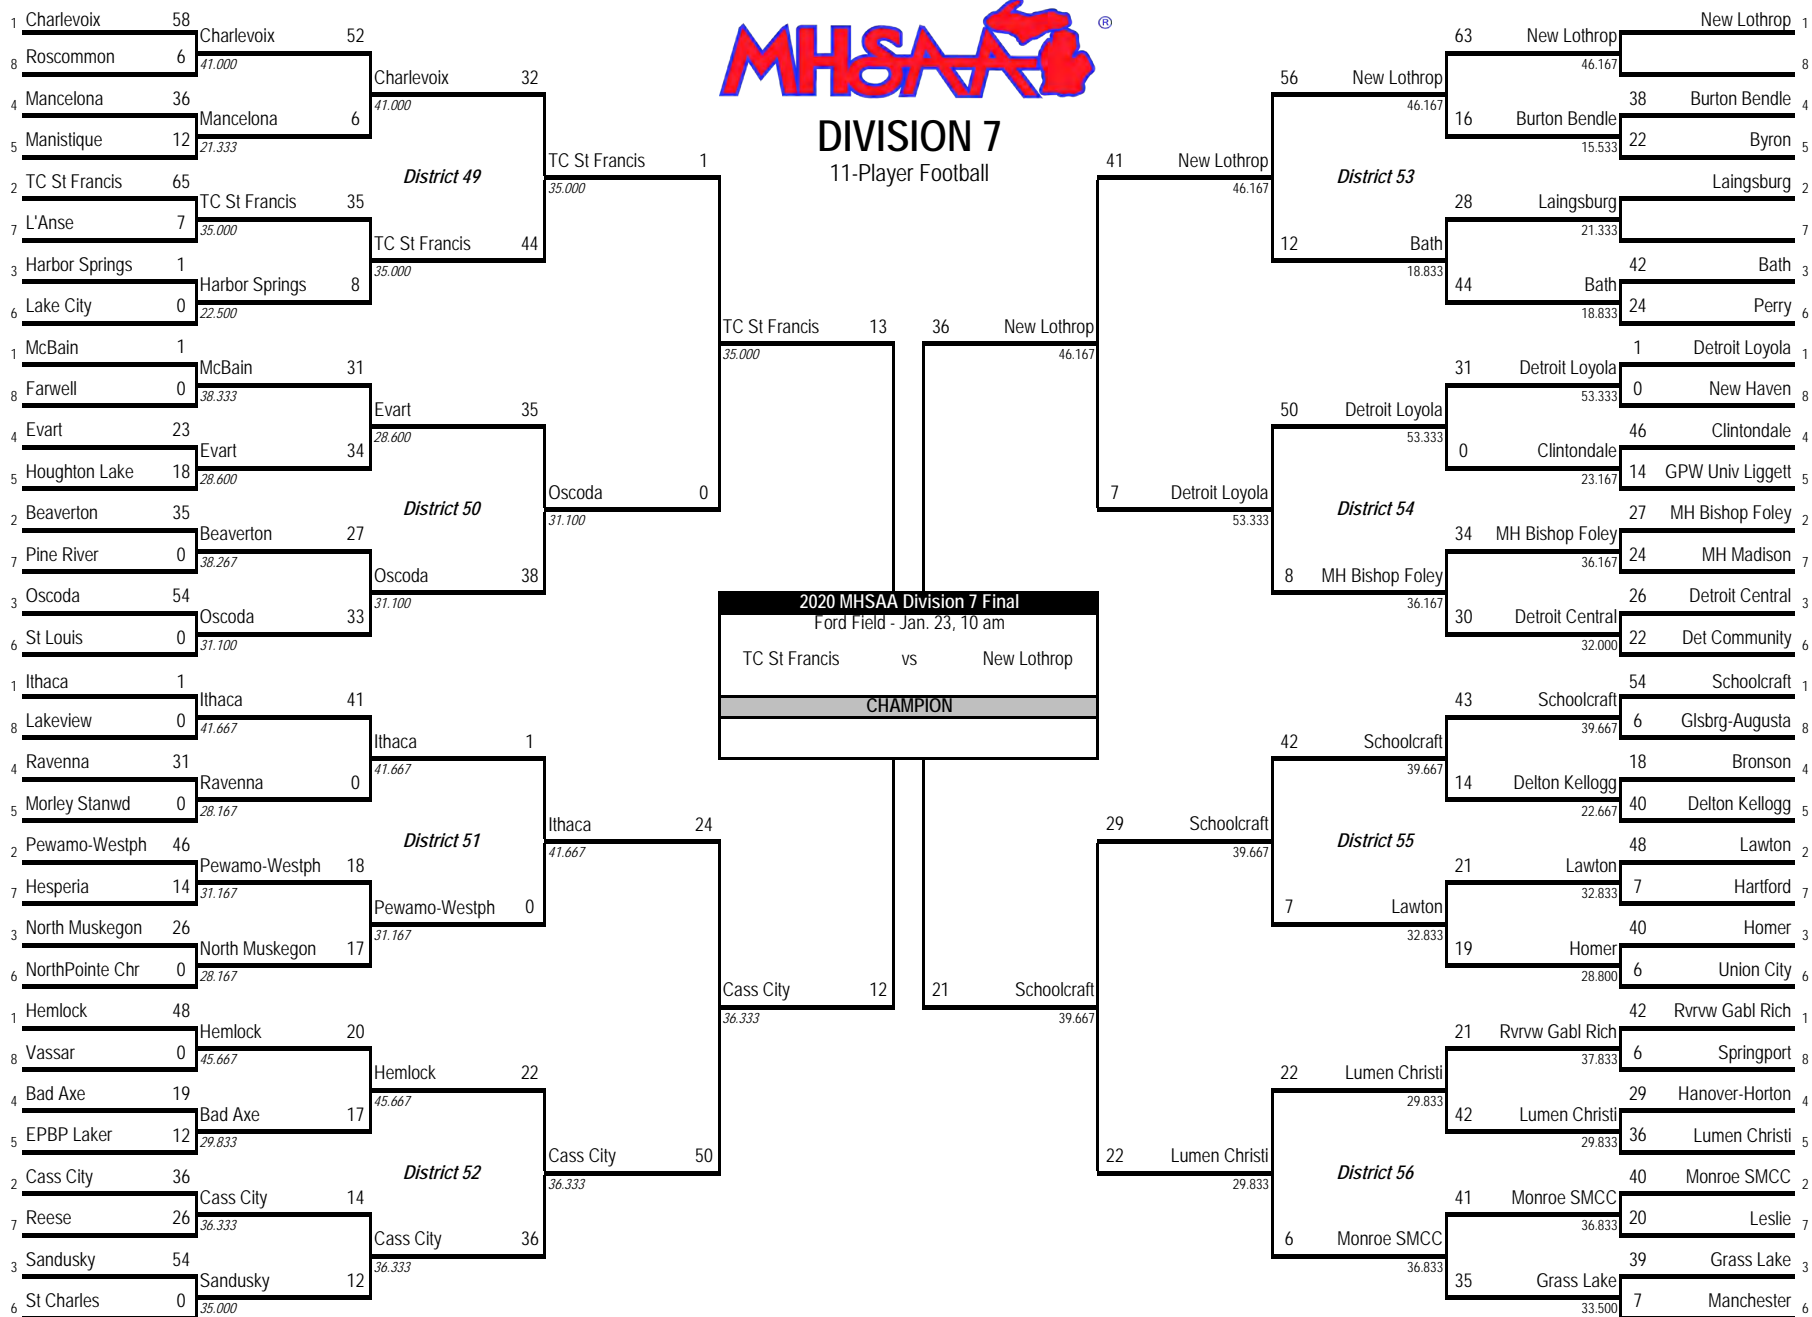 MHSAA ®
DIVISION 7
11-Player Football
1 Charlevoix 58
8 Roscommon 6
4 Mancelona 36
5 Manistique 12
2 TC St Francis 65
7 L'Anse 7
3 Harbor Springs 1
6 Lake City 0
1 McBain 1
8 Farwell 0
4 Evart 23
5 Houghton Lake 18
2 Beaverton 35
7 Pine River 0
3 Oscoda 54
6 St Louis 0
1 Ithaca 1
8 Lakeview 0
4 Ravenna 31
5 Morley Stanwd 0
2 Pewamo-Westph 46
7 Hesperia 14
3 North Muskegon 26
6 NorthPointe Chr 0
1 Hemlock 48
8 Vassar 0
4 Bad Axe 19
5 EPBP Laker 12
2 Cass City 36
7 Reese 26
3 Sandusky 54
6 St Charles 0
Charlevoix 52
41.000
Mancelona 6
21.333
TC St Francis 35
35.000
Harbor Springs 8
22.500
McBain 31
38.333
Evart 34
28.600
Beaverton 27
38.267
Oscoda 33
31.100
Ithaca 41
41.667
Ravenna 0
28.167
Pewamo-Westph 18
31.167
North Muskegon 17
28.167
Hemlock 20
45.667
Bad Axe 17
29.833
Cass City 14
36.333
Sandusky 12
35.000
Charlevoix 32
41.000
District 49
TC St Francis 44
35.000
Evart 35
28.600
District 50
Oscoda 38
31.100
Ithaca 1
41.667
District 51
Pewamo-Westph 0
31.167
Hemlock 22
45.667
District 52
Cass City 36
36.333
TC St Francis 1
35.000
Oscoda 0
31.100
Ithaca 24
41.667
Cass City 50
36.333
TC St Francis 13
35.000
Cass City 12
36.333
2020 MHSAA Division 7 Final
Ford Field - Jan. 23, 10 am
TC St Francis vs New Lothrop
CHAMPION
36 New Lothrop
46.167
21 Schoolcraft
39.667
41 New Lothrop
46.167
7 Detroit Loyola
53.333
29 Schoolcraft
39.667
22 Lumen Christi
29.833
56 New Lothrop
46.167
District 53
12 Bath
18.833
50 Detroit Loyola
53.333
District 54
8 MH Bishop Foley
36.167
42 Schoolcraft
39.667
District 55
7 Lawton
32.833
22 Lumen Christi
29.833
District 56
6 Monroe SMCC
36.833
63 New Lothrop
46.167
16 Burton Bendle
15.533
28 Laingsburg
21.333
44 Bath
18.833
31 Detroit Loyola
53.333
0 Clintondale
23.167
34 MH Bishop Foley
36.167
30 Detroit Central
32.000
43 Schoolcraft
39.667
14 Delton Kellogg
22.667
21 Lawton
32.833
19 Homer
28.800
21 Rvrvw Gabl Rich
37.833
42 Lumen Christi
29.833
41 Monroe SMCC
36.833
35 Grass Lake
33.500
New Lothrop 1
8
38 Burton Bendle 4
22 Byron 5
Laingsburg 2
7
42 Bath 3
24 Perry 6
1 Detroit Loyola 1
0 New Haven 8
46 Clintondale 4
14 GPW Univ Liggett 5
27 MH Bishop Foley 2
24 MH Madison 7
26 Detroit Central 3
22 Det Community 6
54 Schoolcraft 1
6 Glsbrg-Augusta 8
18 Bronson 4
40 Delton Kellogg 5
48 Lawton 2
7 Hartford 7
40 Homer 3
6 Union City 6
42 Rvrvw Gabl Rich 1
6 Springport 8
29 Hanover-Horton 4
36 Lumen Christi 5
40 Monroe SMCC 2
20 Leslie 7
39 Grass Lake 3
7 Manchester 6